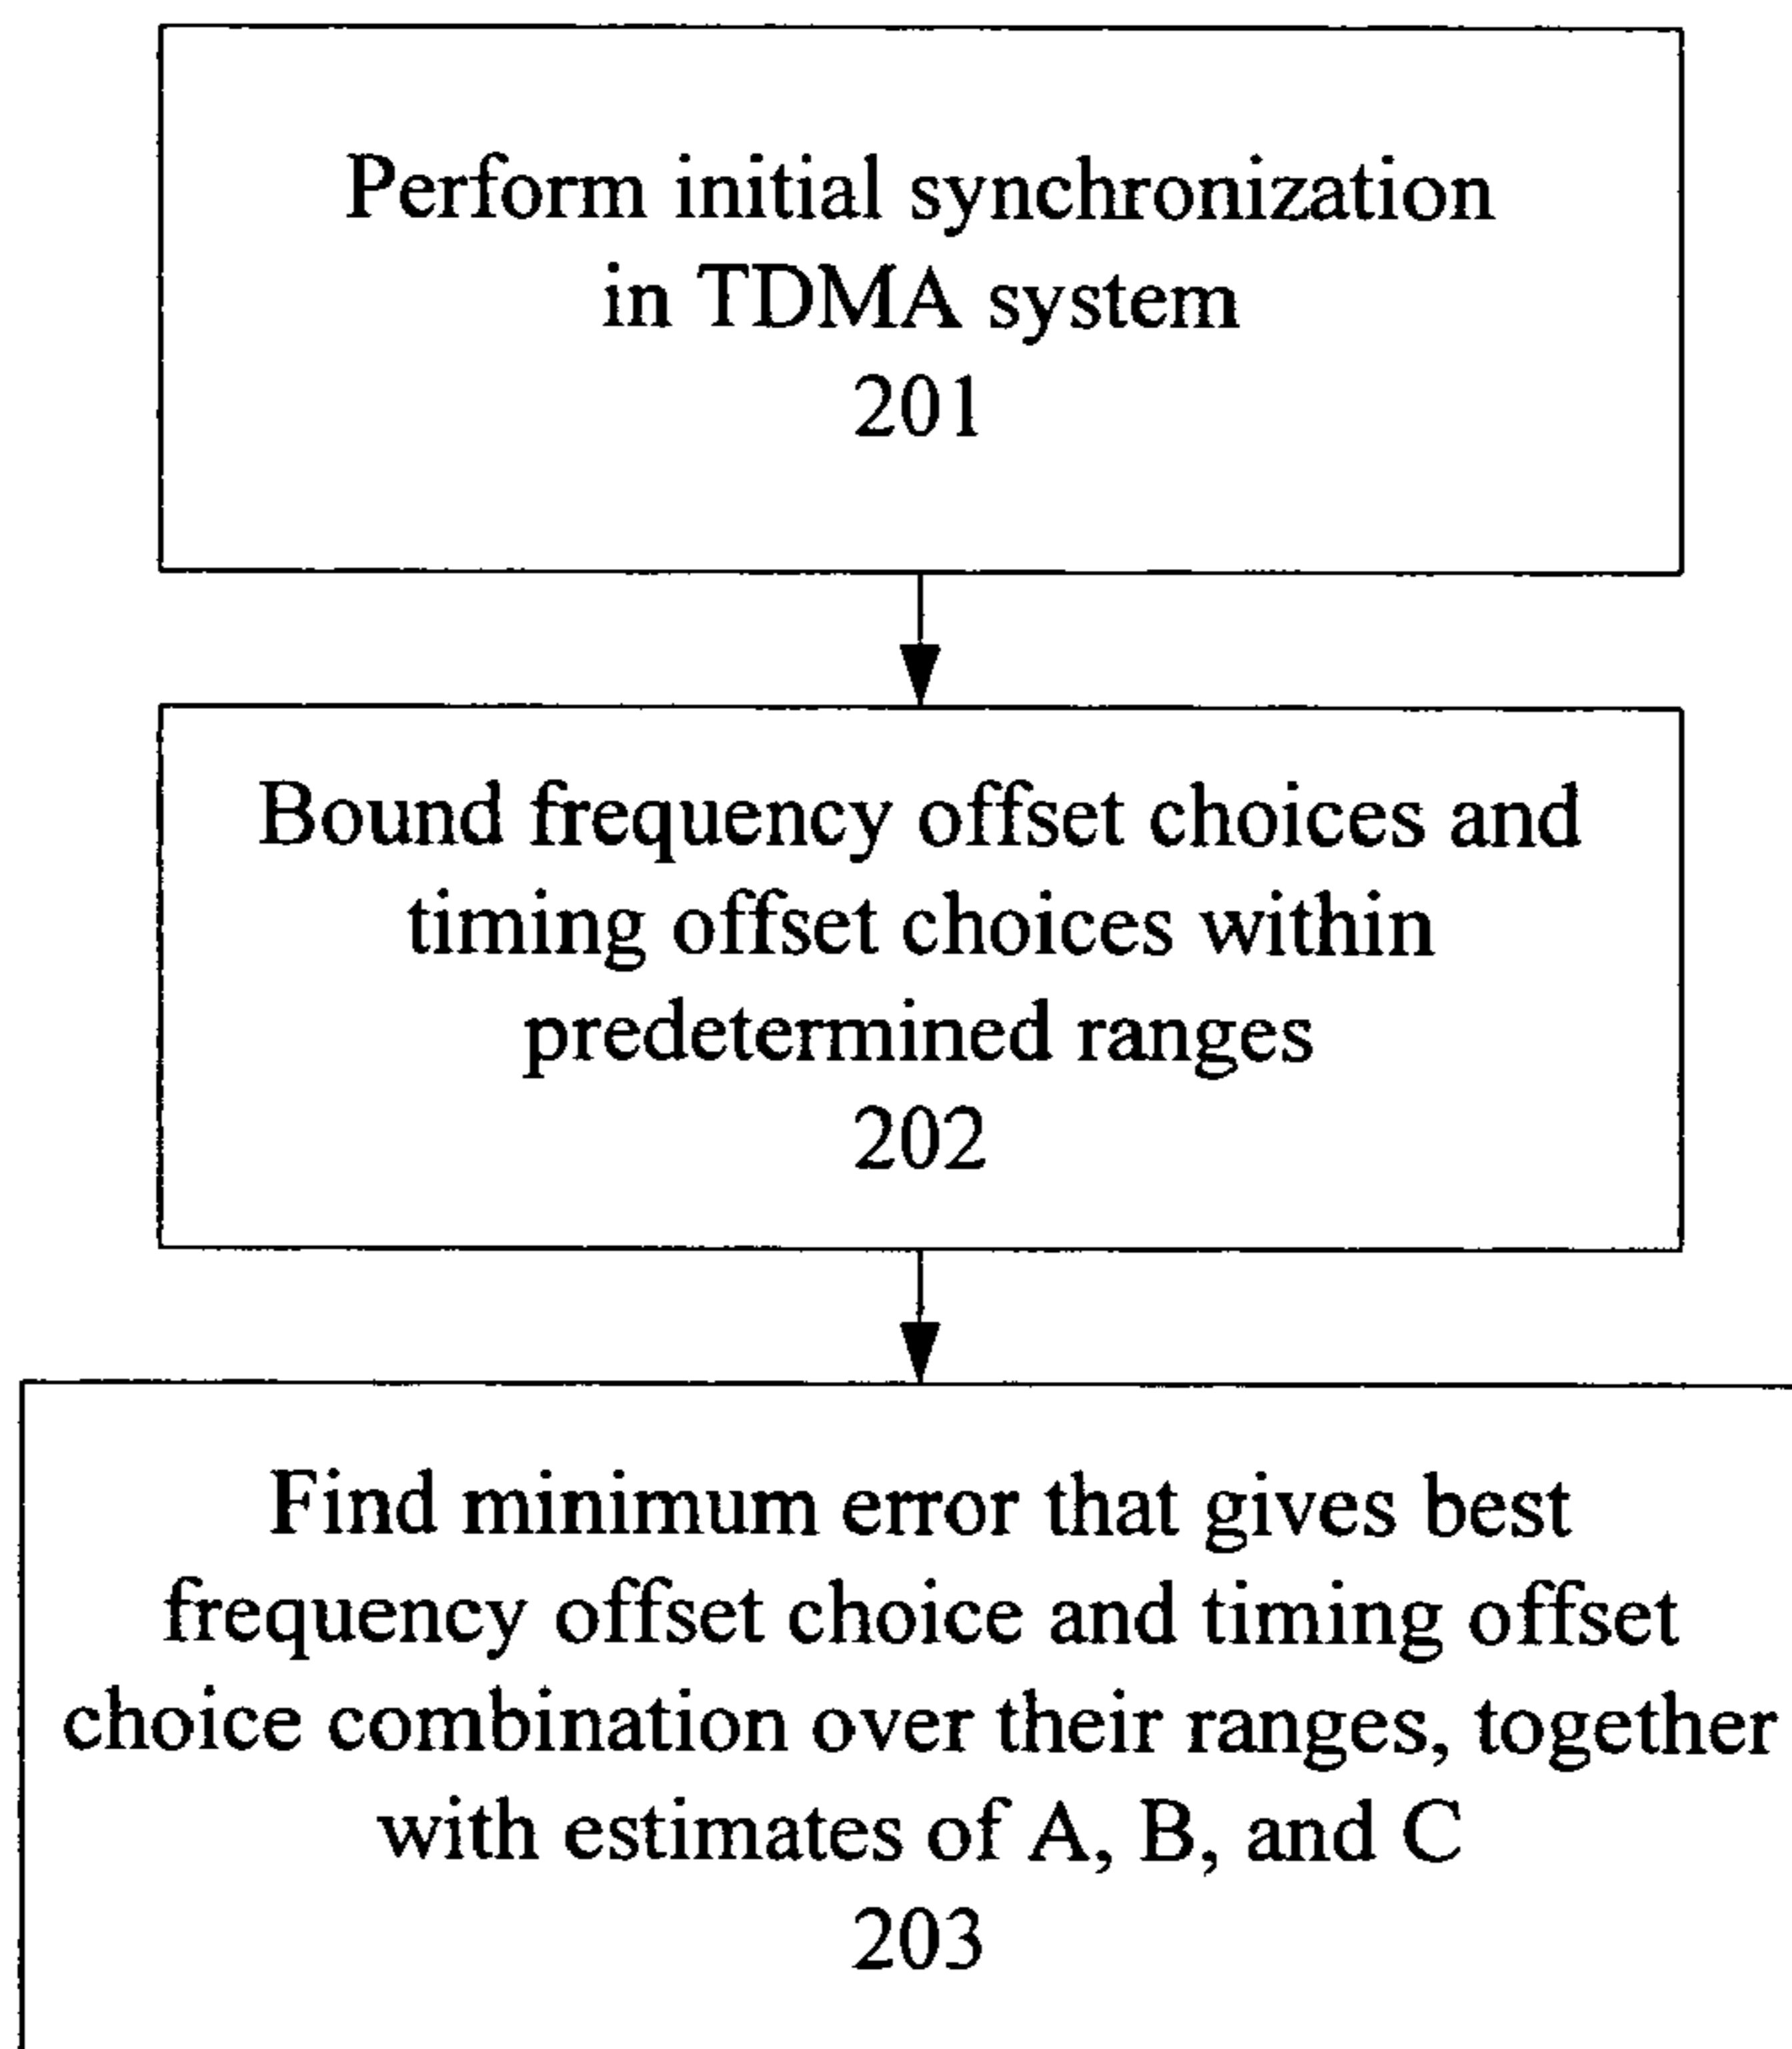 Perform initial synchronization
in TDMA system
201
Bound frequency offset choices and
timing offset choices within
predetermined ranges
202
Find minimum error that gives best
frequency offset choice and timing offset
choice combination over their ranges, together
with estimates of A, B, and C
203